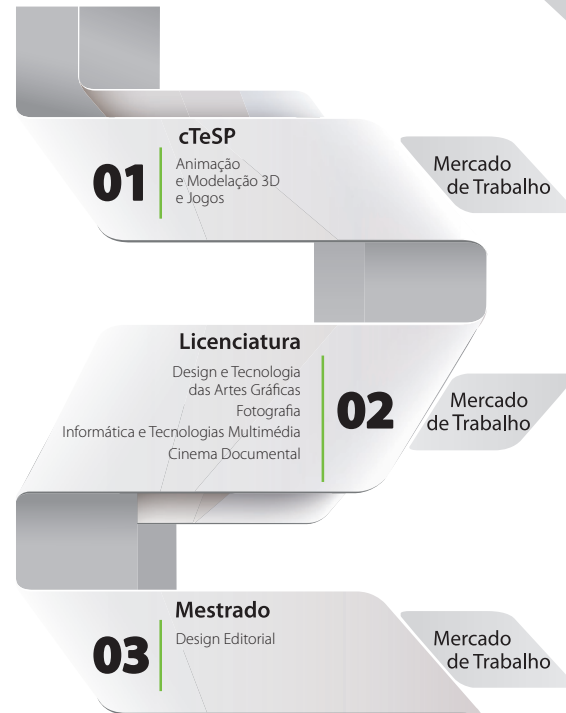 cTeSP
01
Animação
e Modelação 3D
e Jogos
Mercado
de Trabalho
Licenciatura
Design e Tecnologia
das Artes Gráficas
Fotografia
Informática e Tecnologias Multimédia
Cinema Documental
02
Mercado
de Trabalho
Mestrado
03
Design Editorial
Mercado
de Trabalho